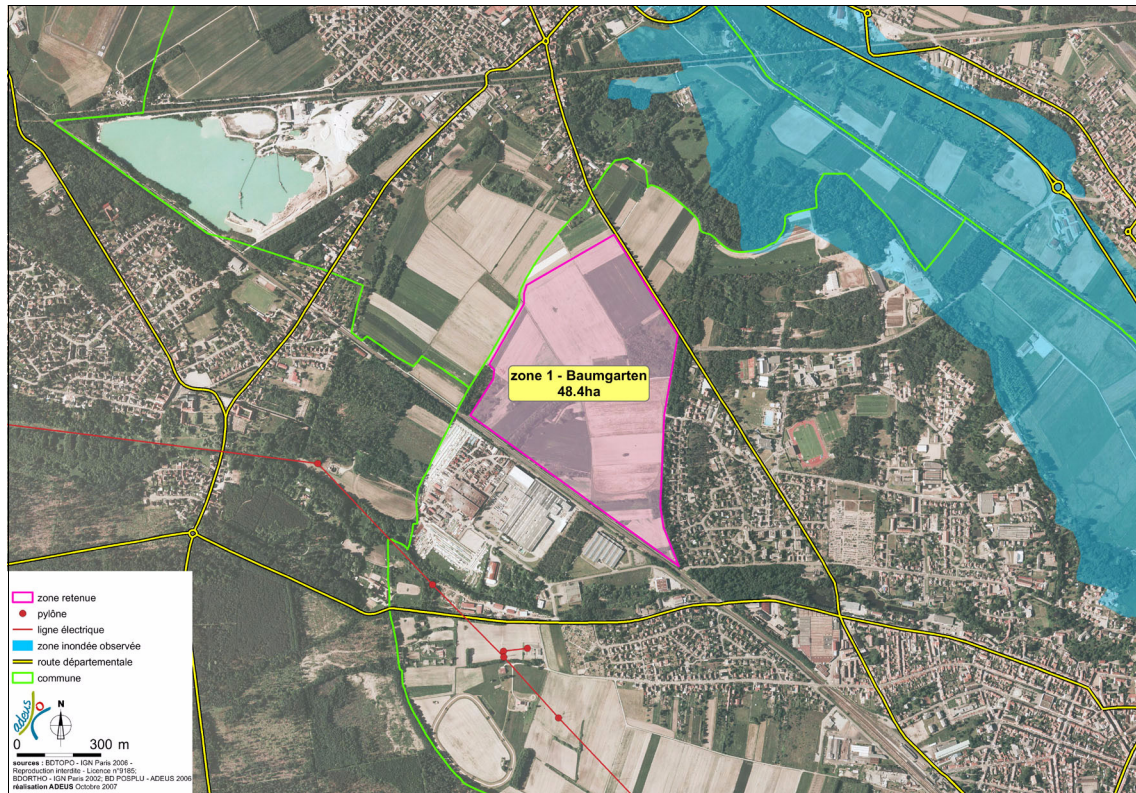 zone 1 - Baumgarten
48.4ha
zone retenue
pylône
ligne électrique
zone inondée observée
route départementale
commune
adeus
N
0 300 m
sources : BDTOPO - IGN Paris 2006 -
Reproduction interdite - Licence n°9185;
BDORTHO - IGN Paris 2002; BD POSPLU - ADEUS 2006
réalisation ADEUS Octobre 2007